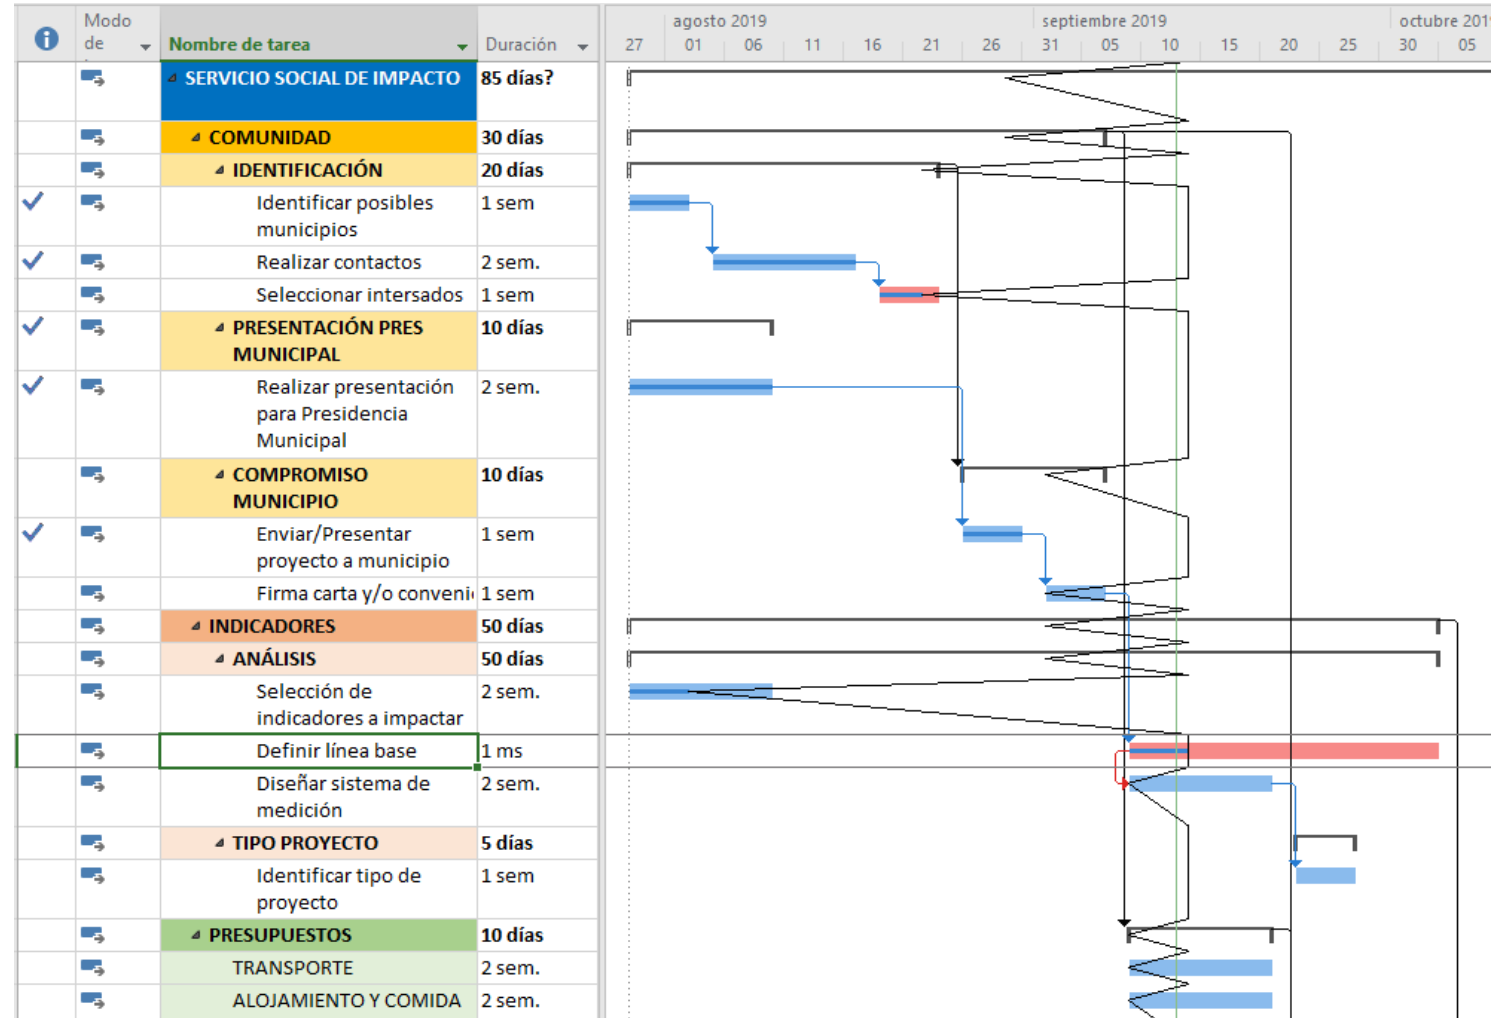 Modo
de
Nombre de tarea
Duración
agosto 2019
septiembre 2019
octubre 201
27 01 06 11 16 21 26 31 05 10 15 20 25 30 05
SERVICIO SOCIAL DE IMPACTO 85 días?
COMUNIDAD 30 días
IDENTIFICACIÓN 20 días
Identificar posibles 1 sem
municipios
Realizar contactos 2 sem.
Seleccionar intersados 1 sem
PRESENTACIÓN PRES 10 días
MUNICIPAL
Realizar presentación 2 sem.
para Presidencia
Municipal
COMPROMISO 10 días
MUNICIPIO
Enviar/Presentar 1 sem
proyecto a municipio
Firma carta y/o conveni 1 sem
INDICADORES 50 días
ANÁLISIS 50 días
Selección de 2 sem.
indicadores a impactar
Definir línea base 1 ms
Diseñar sistema de 2 sem.
medición
TIPO PROYECTO 5 días
Identificar tipo de 1 sem
proyecto
PRESUPUESTOS 10 días
TRANSPORTE 2 sem.
ALOJAMIENTO Y COMIDA 2 sem.